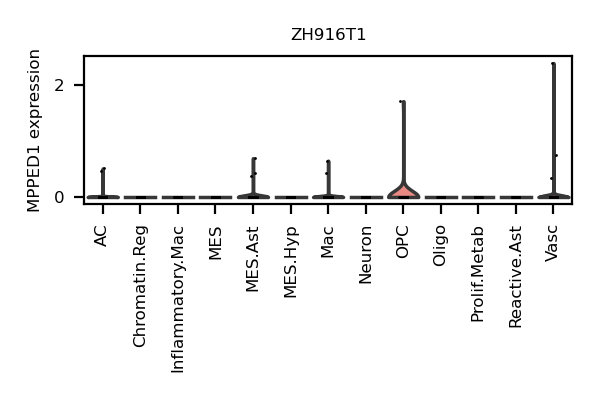 ZH916T1
MPPED1 expression
2
0
AC
Chromatin.Reg
Inflammatory.Mac
MES
MES.Ast
MES.Hyp
Mac
Neuron
OPC
Oligo
Prolif.Metab
Reactive.Ast
Vasc